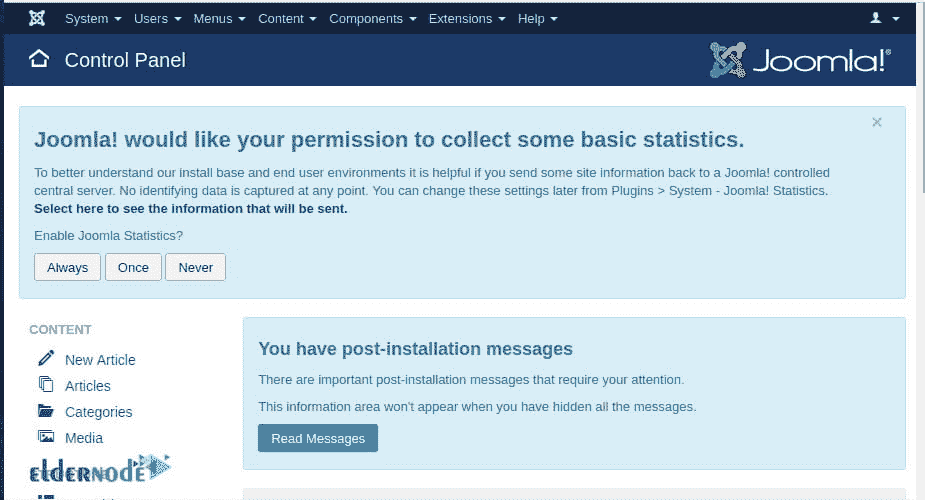 System Users Menus Content Components Extensions Help
Control Panel
Joomla!®
Joomla! would like your permission to collect some basic statistics.
To better understand our install base and end user environments it is helpful if you send some site information back to a Joomla! controlled
central server. No identifying data is captured at any point. You can change these settings later from Plugins > System - Joomla! Statistics.
Select here to see the information that will be sent.
Enable Joomla Statistics?
Always Once Never
CONTENT
New Article
Articles
Categories
Media
eldernode
You have post-installation messages
There are important post-installation messages that require your attention.
This information area won't appear when you have hidden all the messages.
Read Messages